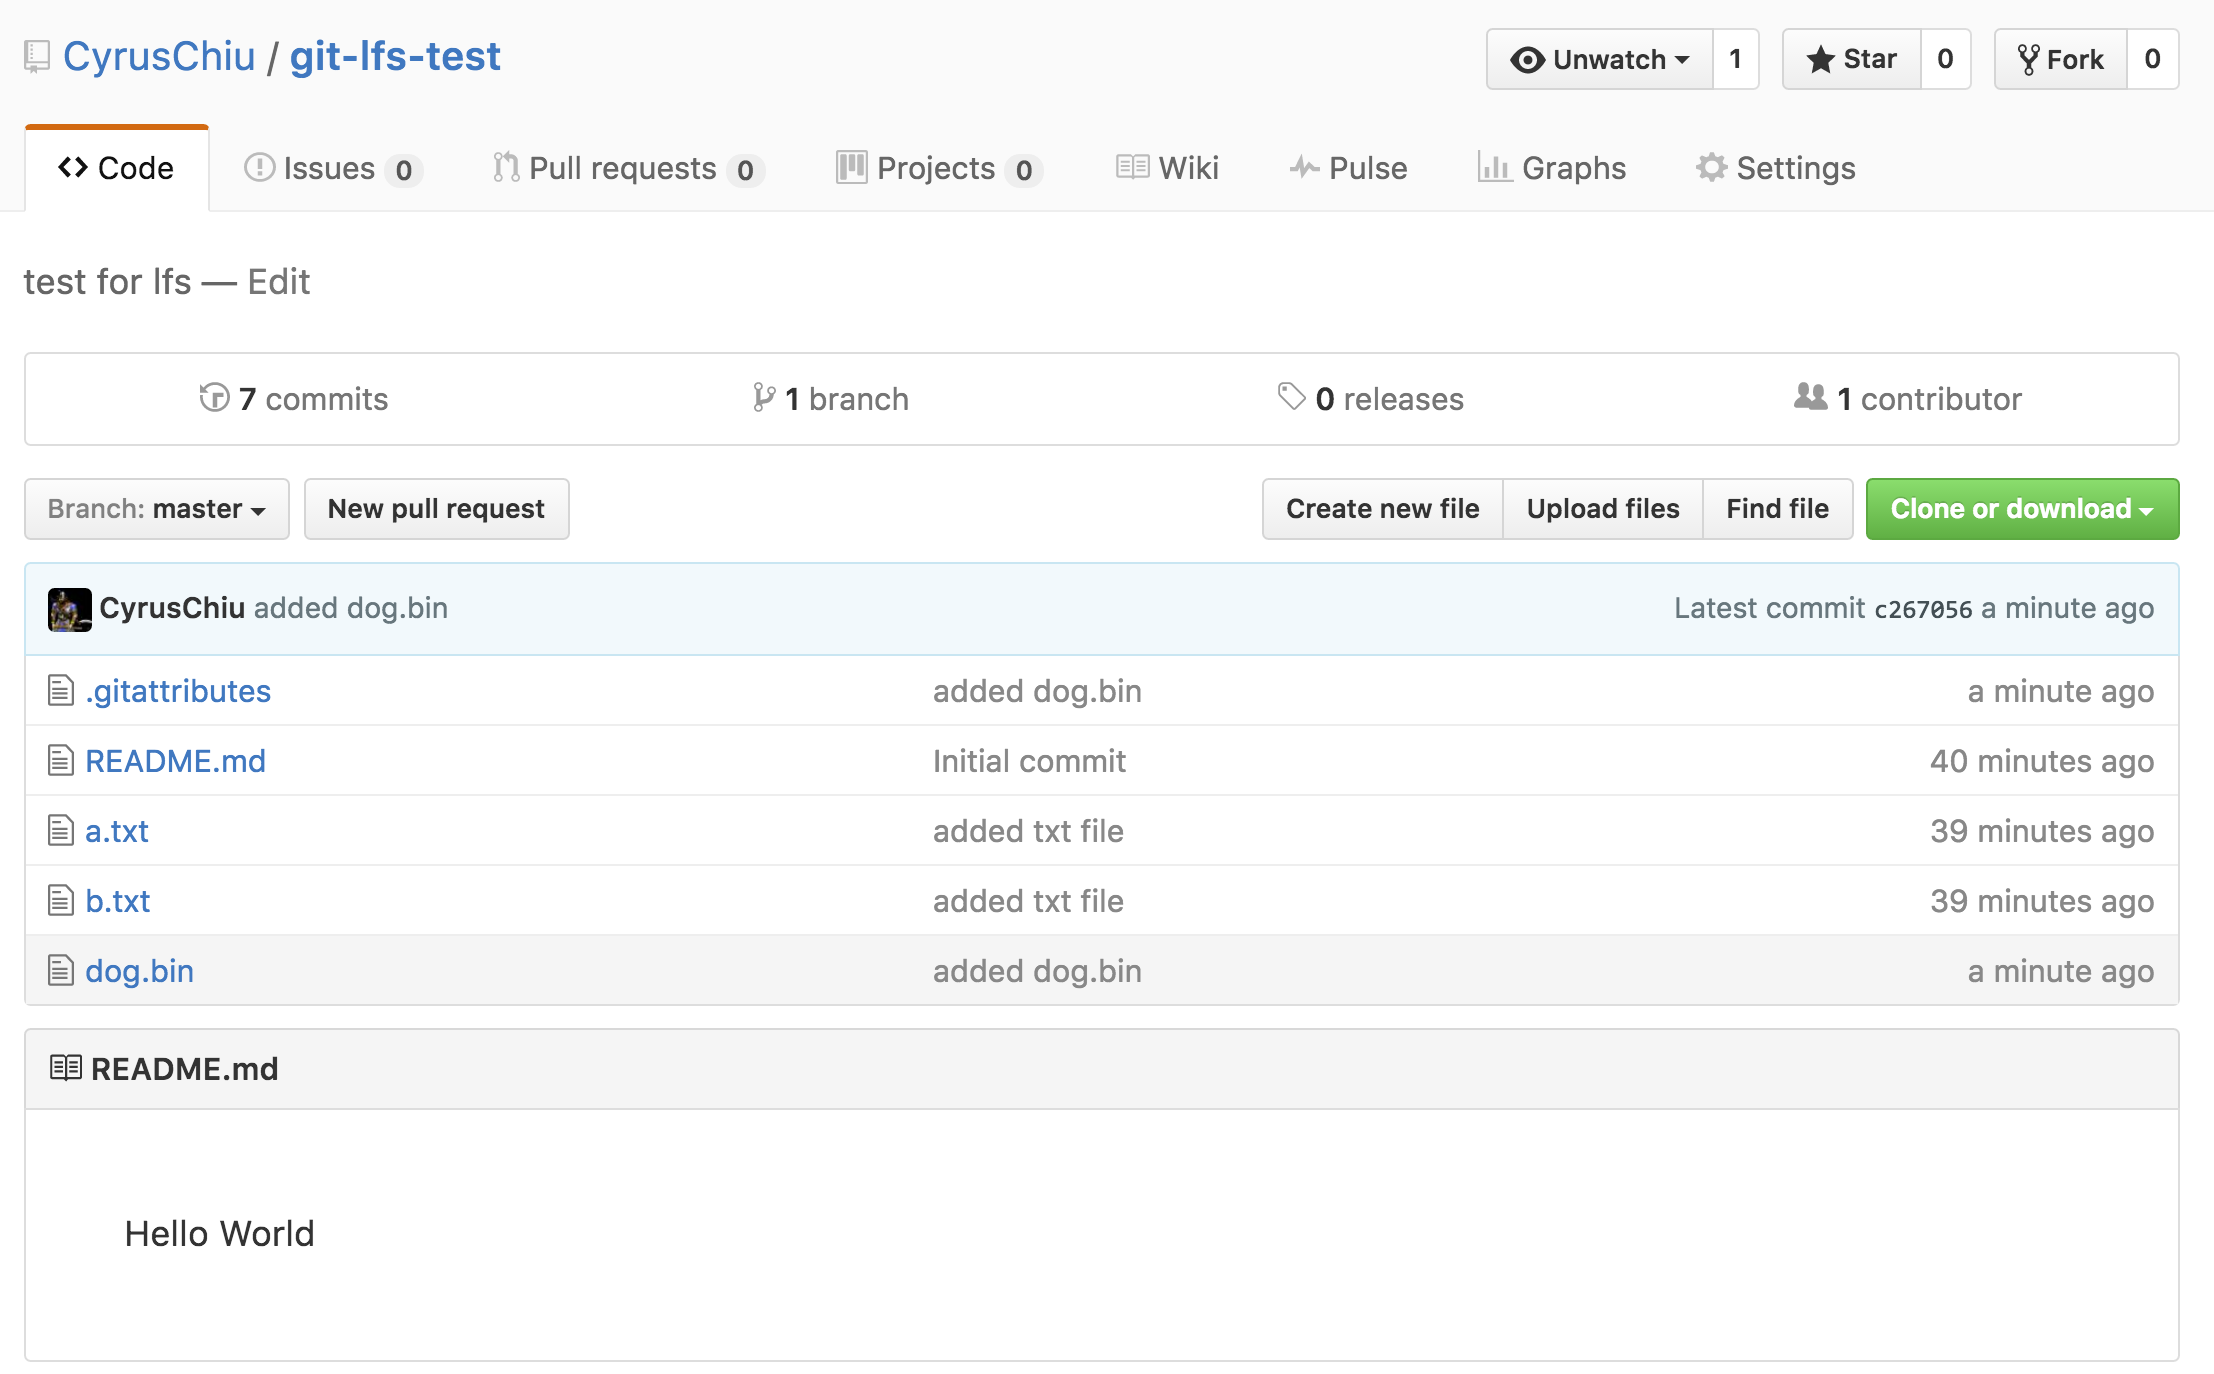 CyrusChiu / git-lfs-test
Unwatch 1 Star 0 Fork 0
Code Issues 0 Pull requests 0 Projects 0 Wiki Pulse Graphs Settings
test for lfs — Edit
7 commits 1 branch 0 releases 1 contributor
Branch: master New pull request Create new file Upload files Find file Clone or download
CyrusChiu added dog.bin Latest commit c267056 a minute ago
.gitattributes added dog.bin a minute ago
README.md Initial commit 40 minutes ago
a.txt added txt file 39 minutes ago
b.txt added txt file 39 minutes ago
dog.bin added dog.bin a minute ago
README.md
Hello World